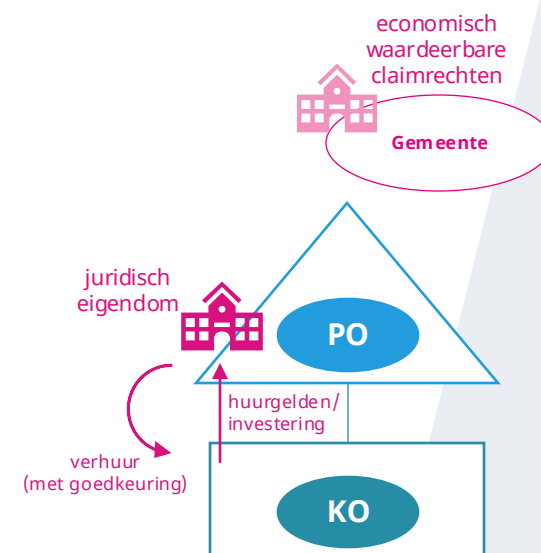 economisch
waardeerbare
claimrechten
Gemeente
juridisch
eigendom
PO
huurgelden/
investering
verhuur
(met goedkeuring)
KO